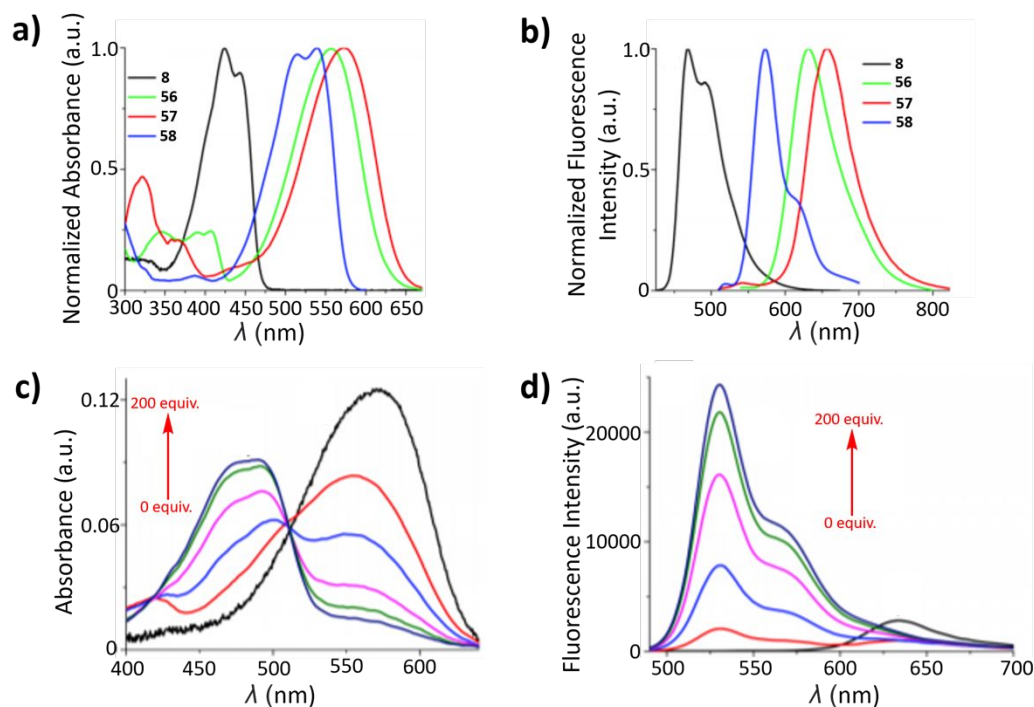 a)
Normalized Absorbance (a.u.)
1.0
0.5
0
8
56
57
58
300 350 400 450 500 550 600 650
λ (nm)
b)
Normalized Fluorescence
Intensity (a.u.)
1.0
0.5
0
8
56
57
58
500 600 700 800
λ (nm)
c)
Absorbance (a.u.)
0.12
0.06
0
200 equiv.
0 equiv.
400 450 500 550 600
λ (nm)
d)
Fluorescence Intensity (a.u.)
20000
10000
0
200 equiv.
0 equiv.
500 550 600 650 700
λ (nm)